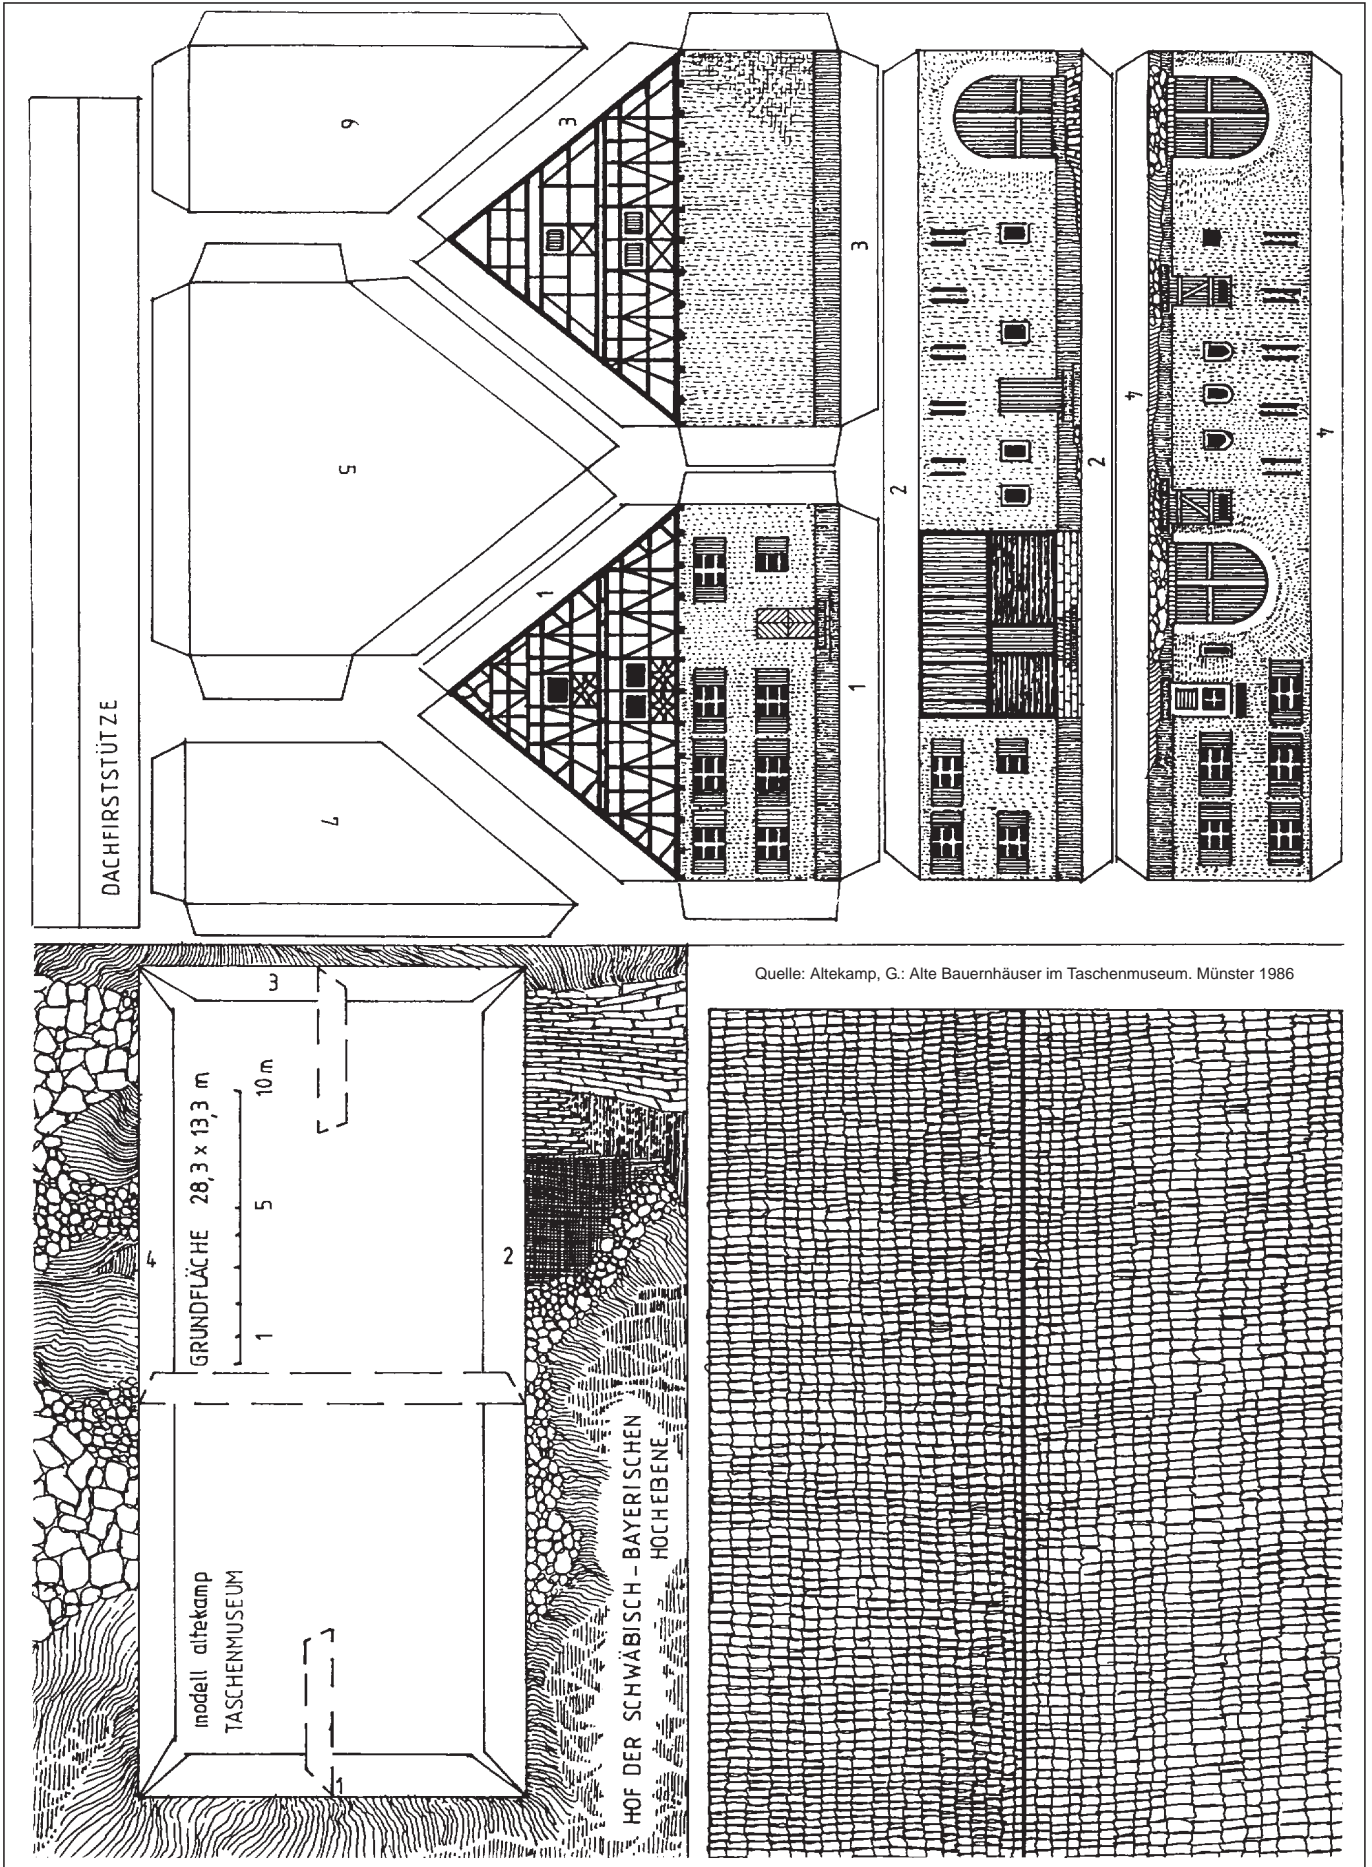 6
3
3
5
1
1
2
2
4
4
7
DACHFIRSTSTÜTZE
Quelle: Altekamp, G.: Alte Bauernhäuser im Taschenmuseum. Münster 1986
3
4
2
1
GRUNDFLÄCHE 28,3 x 13,3 m
1 5 10 m
modell altekamp
TASCHENMUSEUM
HOF DER SCHWÄBISCH - BAYERISCHEN
HOCHEBENE